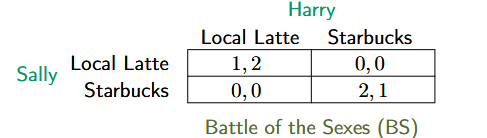 Harry
Local Latte Starbucks
Sally Local Latte 1, 2 0, 0
Starbucks 0, 0 2, 1
Battle of the Sexes (BS)